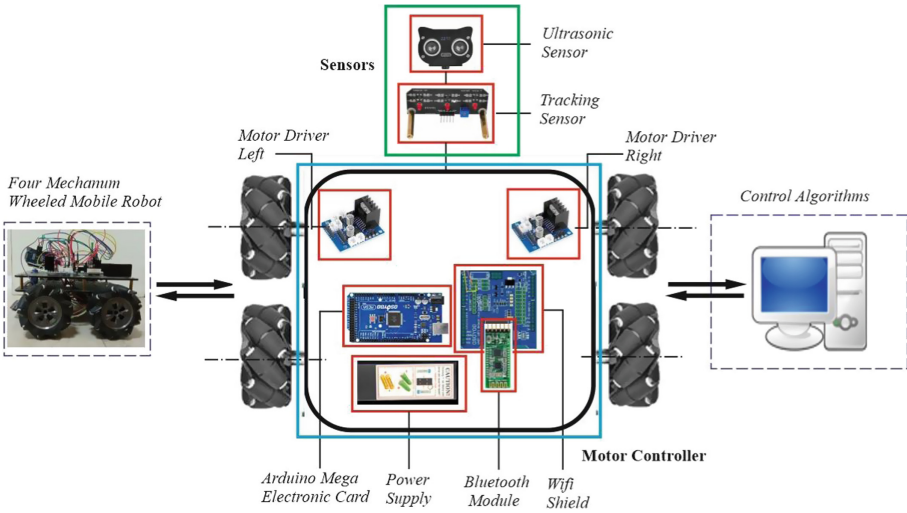 Ultrasonic
Sensor
Sensors
Tracking
Sensor
Motor Driver
Left
Motor Driver
Right
Four Mechanum
Wheeled Mobile Robot
Control Algorithms
CAUTION
Motor Controller
Arduino Mega
Electronic Card
Power
Supply
Bluetooth
Module
Wifi
Shield